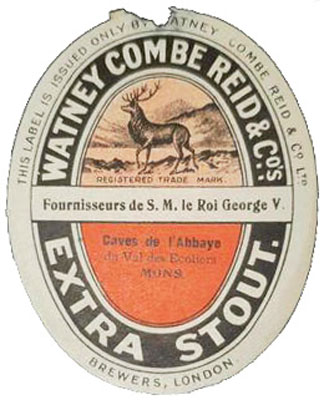 THIS LABEL IS ISSUED ONLY BY WATNEY COMBE REID & Co. LTD
WATNEY COMBE REID & Co's
REGISTERED TRADE MARK.
Fournisseurs de S. M. le Roi George V.
Caves de l'Abbaye
du Val des Ecoliers
MONS.
EXTRA STOUT.
BREWERS, LONDON.